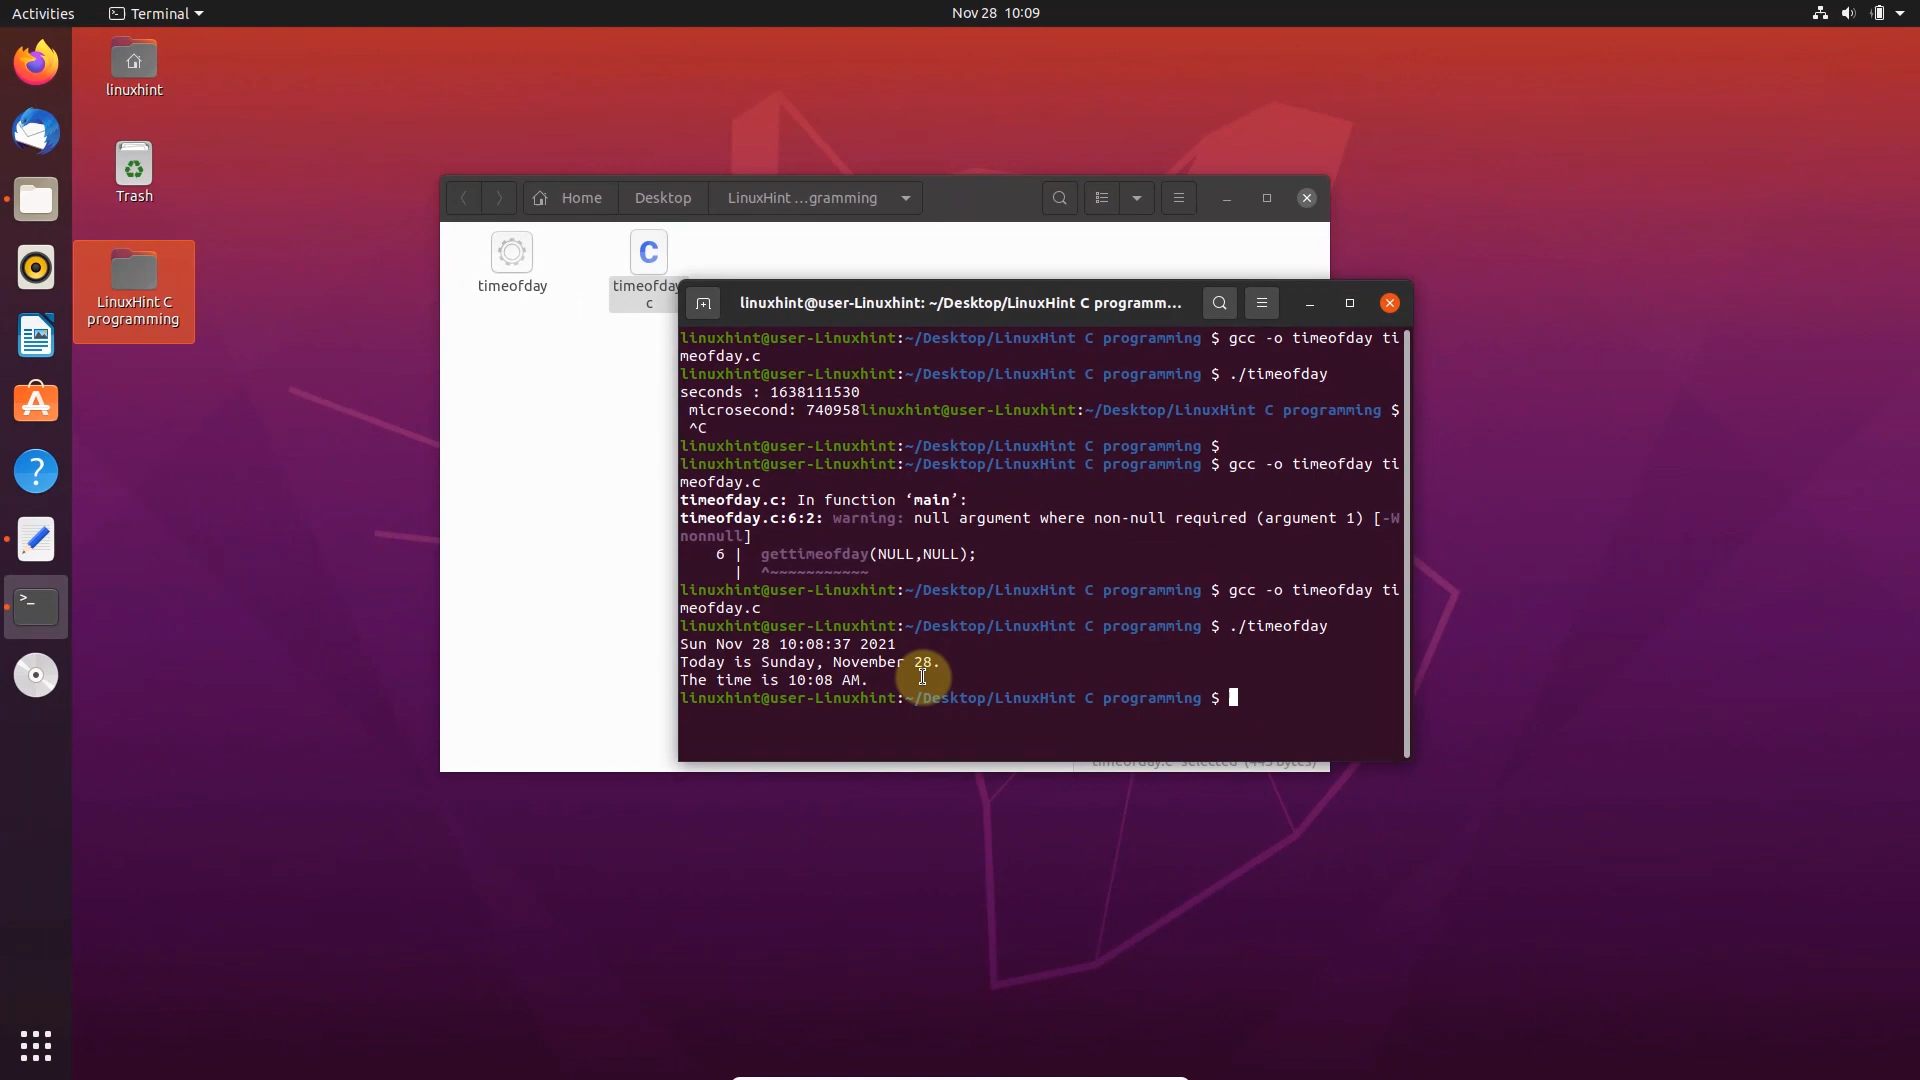 Activities
Terminal
Nov 28 10:09
linuxhint
Trash
LinuxHint C
programming
Home
Desktop
LinuxHint …gramming
timeofday
timeofday
c
linuxhint@user-Linuxhint: ~/Desktop/LinuxHint C programm...
linuxhint@user-Linuxhint:~/Desktop/LinuxHint C programming $ gcc -o timeofday ti
meofday.c
linuxhint@user-Linuxhint:~/Desktop/LinuxHint C programming $ ./timeofday
seconds : 1638111530
microsecond: 740958linuxhint@user-Linuxhint:~/Desktop/LinuxHint C programming $
^C
linuxhint@user-Linuxhint:~/Desktop/LinuxHint C programming $
linuxhint@user-Linuxhint:~/Desktop/LinuxHint C programming $ gcc -o timeofday ti
meofday.c
timeofday.c: In function ‘main’:
timeofday.c:6:2: warning: null argument where non-null required (argument 1) [-W
nonnull]
6 | gettimeofday(NULL,NULL);
| ^~~~~~~~~~~~
linuxhint@user-Linuxhint:~/Desktop/LinuxHint C programming $ gcc -o timeofday ti
meofday.c
linuxhint@user-Linuxhint:~/Desktop/LinuxHint C programming $ ./timeofday
Sun Nov 28 10:08:37 2021
Today is Sunday, November 28.
The time is 10:08 AM.
linuxhint@user-Linuxhint:~/Desktop/LinuxHint C programming $